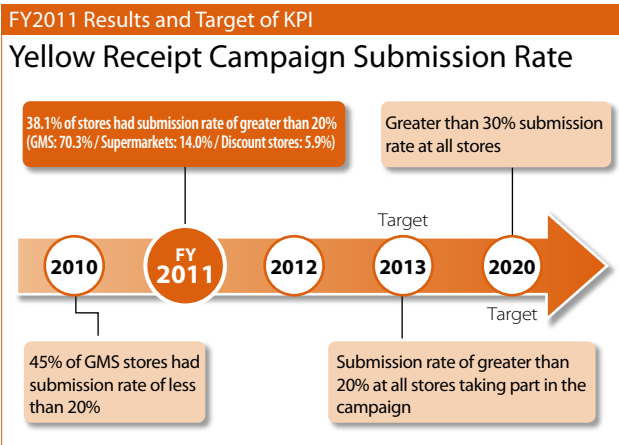 FY2011 Results and Target of KPI
Yellow Receipt Campaign Submission Rate
38.1% of stores had submission rate of greater than 20%
(GMS: 70.3% / Supermarkets: 14.0% / Discount stores: 5.9%)
Greater than 30% submission
rate at all stores
Target
2010
FY
2011
2012
2013
2020
Target
45% of GMS stores had
submission rate of less
than 20%
Submission rate of greater than
20% at all stores taking part in the
campaign